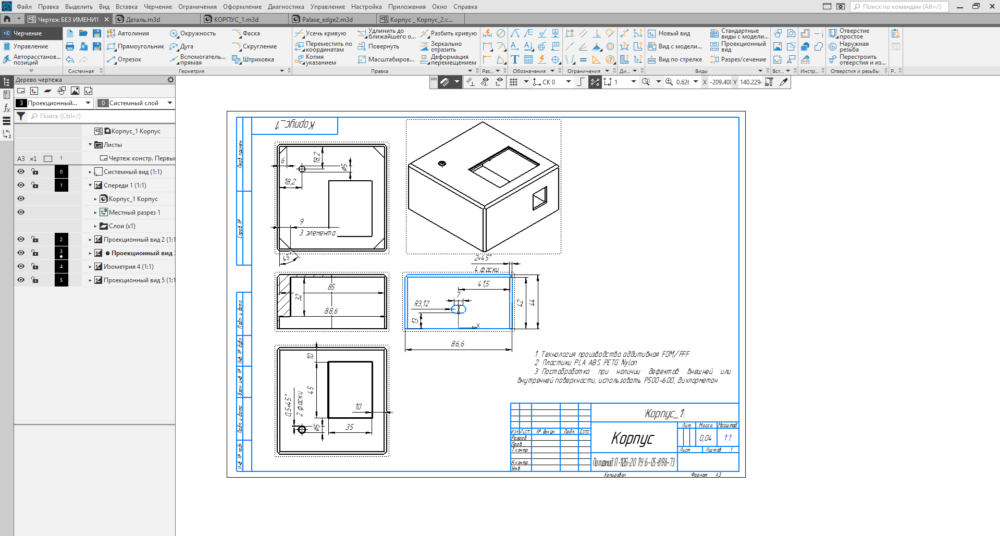 Файл Правка Выделить Вид Вставка Черчение Ограничения Оформление Диагностика Управление Настройка Приложения Окно Справка
Поиск по командам (Alt+/)
Чертеж БЕЗ ИМЕНИ1
Деталь.m3d
КОРПУС_1.m3d
Palase_edge2.m3d
Корпус _ Корпус_2.c...
Черчение
Управление
Авторасстанов... позиций
Системная
Автолиния
Прямоугольник
Отрезок
Окружность
Дуга
Вспомогатель... прямая
Фаска
Скругление
Штриховка
Геометрия
Усечь кривую
Переместить по координатам
Копия указанием
Удлинить до ближайшего о...
Повернуть
Масштабиров...
Разбить кривую
Зеркально отразить
Деформация перемещением
Правка
Раз...
Обозначения
Ограничения
Ди...
Новый вид
Вид с модели...
Вид по стрелке
Стандартные виды с модели...
Проекционный вид
Разрез/сечение
Виды
Вст...
Инстр...
Отверстие простое
Наружная резьба
Перестроить отверстия и из...
Отверстия и резьбы
Р...
Дерево чертежа
СК 0
1
0.626
X -209.408
Y 140.229
3 Проекционный...
0 Системный слой
Поиск (Ctrl+/)
Корпус_1 Корпус
Листы
A3 x1 1 Чертеж констр. Первый
0 Системный вид (1:1)
1 Спереди 1 (1:1)
Корпус_1 Корпус
Местный разрез 1
Слои (x1)
2 Проекционный вид 2 (1:1
3 Проекционный вид 3
4 Изометрия 4 (1:1)
5 Проекционный вид 5 (1:1
Корпус_1
Перв. примен.
Справ. №
Подп. и дата
Инв. № дубл.
Взам. инв. №
Подп. и дата
Инв. № подп.
6
18,2
⌀5
18,2
9
3 элемента
45°
85
32
88,6
2x45°
4 фаски
41,5
7
R3,12
13
42
44
X
86,6
10
45
0,5x45°
2 фаски
10
⌀5
35
1 Технология производства аддитивная FDM/FFF
2 Пластики PLA ABS PETG Nylon
3 Постобработка при наличии дефектов внешней или
внутренней поверхности, использовать P500-600, дихлорметан
Корпус_1
Изм. Лист № докум. Подп. Дата
Разраб.
Пров.
Т.контр.
Н.контр.
Утв.
Корпус
Лит. Масса Масштаб
0,04 1:1
Лист Листов 1
Полиамид П-12Б1-20 ТУ 6-05-898-73
Копировал Формат A3